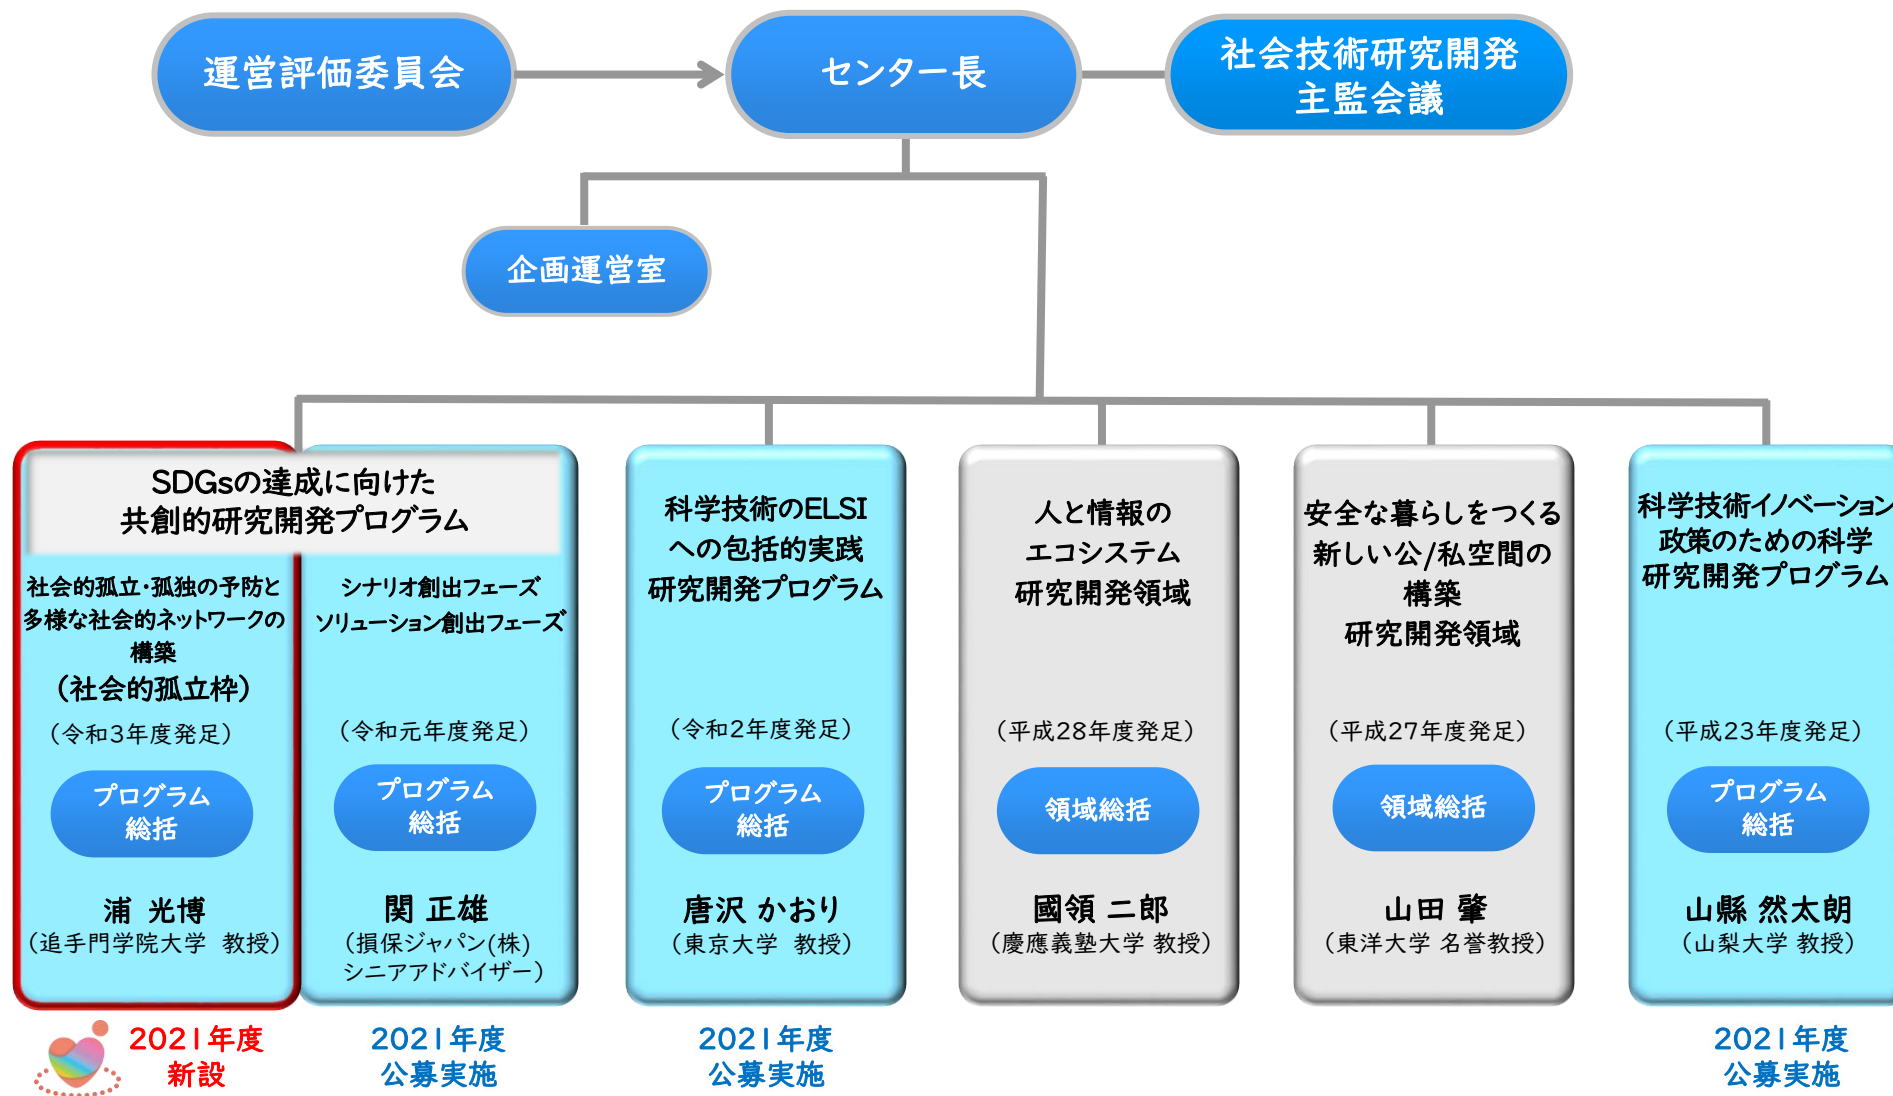 運営評価委員会
センター長
社会技術研究開発
主監会議
企画運営室
SDGsの達成に向けた
共創的研究開発プログラム
社会的孤立・孤独の予防と
多様な社会的ネットワークの
構築
（社会的孤立枠）
（令和3年度発足）
プログラム
総括
浦 光博
（追手門学院大学 教授）
2021年度
新設
シナリオ創出フェーズ
ソリューション創出フェーズ
（令和元年度発足）
プログラム
総括
関 正雄
（損保ジャパン(株)
シニアアドバイザー）
2021年度
公募実施
科学技術のELSI
への包括的実践
研究開発プログラム
（令和2年度発足）
プログラム
総括
唐沢 かおり
（東京大学 教授）
2021年度
公募実施
人と情報の
エコシステム
研究開発領域
（平成28年度発足）
領域総括
國領 二郎
（慶應義塾大学 教授）
安全な暮らしをつくる
新しい公/私空間の
構築
研究開発領域
（平成27年度発足）
領域総括
山田 肇
（東洋大学 名誉教授）
科学技術イノベーション
政策のための科学
研究開発プログラム
（平成23年度発足）
プログラム
総括
山縣 然太朗
（山梨大学 教授）
2021年度
公募実施